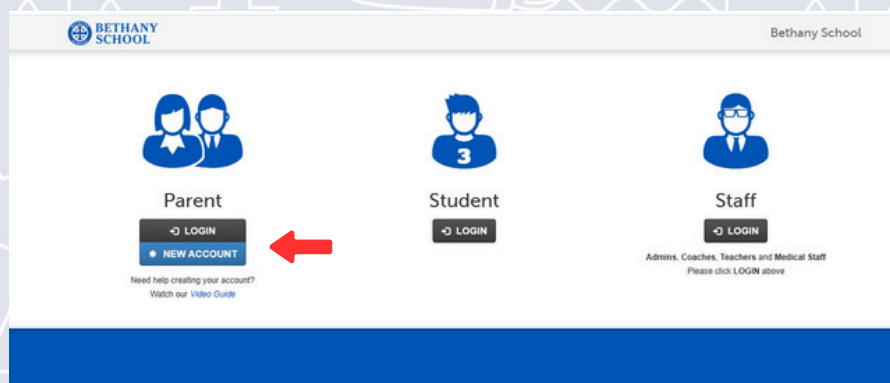 BETHANY
SCHOOL
Bethany School
3
Parent
LOGIN
NEW ACCOUNT
Need help creating your account?
Watch our Video Guide
Student
LOGIN
Staff
LOGIN
Admins, Coaches, Teachers and Medical Staff
Please click LOGIN above